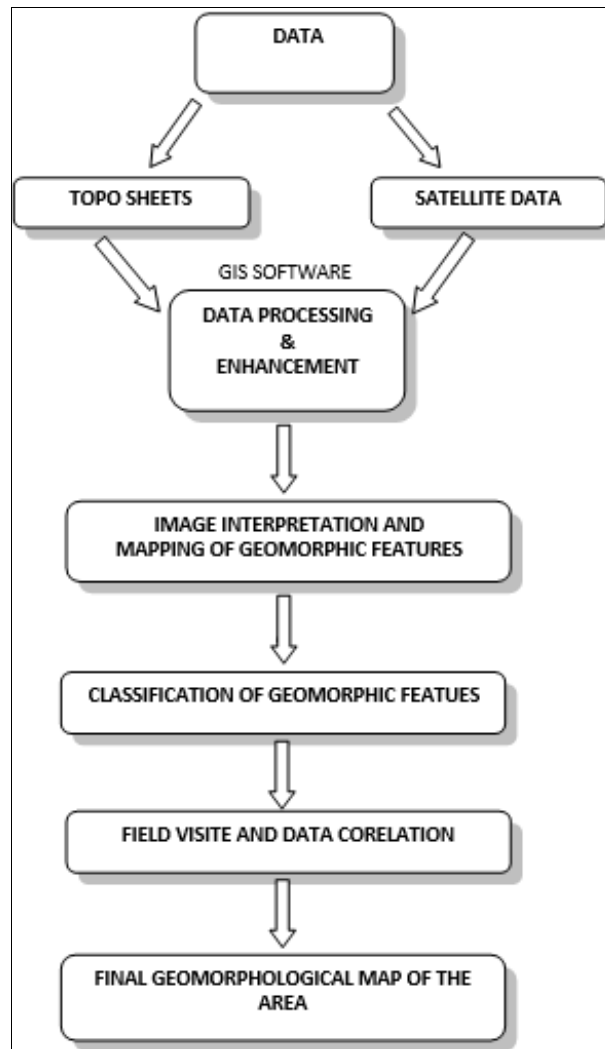 DATA
TOPO SHEETS
SATELLITE DATA
GIS SOFTWARE
DATA PROCESSING
&
ENHANCEMENT
IMAGE INTERPRETATION AND
MAPPING OF GEOMORPHIC FEATURES
CLASSIFICATION OF GEOMORPHIC FEATUES
FIELD VISITE AND DATA CORELATION
FINAL GEOMORPHOLOGICAL MAP OF THE
AREA